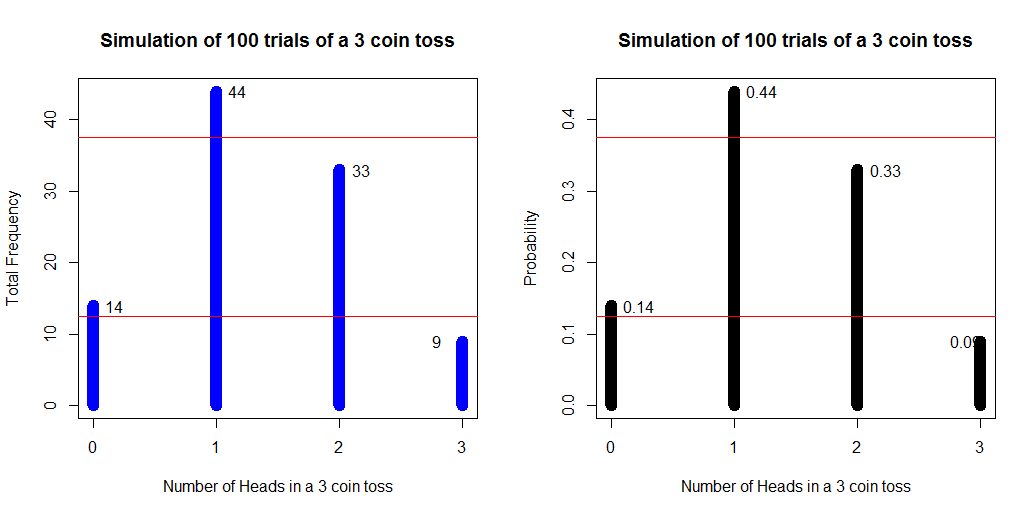 Simulation of 100 trials of a 3 coin toss
Total Frequency
40
30
20
10
0
44
33
14
9
0 1 2 3
Number of Heads in a 3 coin toss
Simulation of 100 trials of a 3 coin toss
Probability
0.4
0.3
0.2
0.1
0.0
0.44
0.33
0.14
0.09
0 1 2 3
Number of Heads in a 3 coin toss